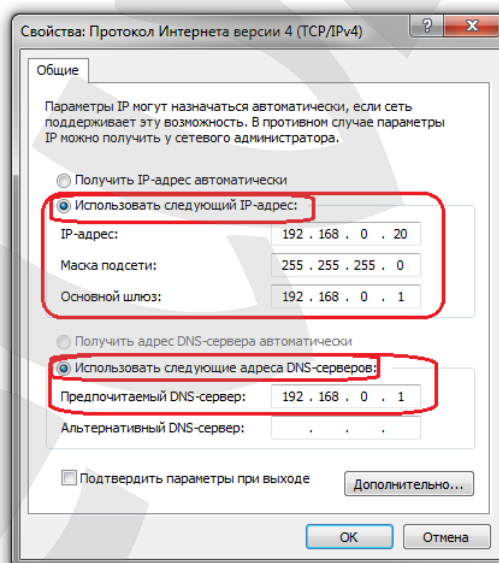 Свойства: Протокол Интернета версии 4 (TCP/IPv4)
Общие
Параметры IP могут назначаться автоматически, если сеть
поддерживает эту возможность. В противном случае параметры
IP можно получить у сетевого администратора.
Получить IP-адрес автоматически
Использовать следующий IP-адрес:
IP-адрес: 192 . 168 . 0 . 20
Маска подсети: 255 . 255 . 255 . 0
Основной шлюз: 192 . 168 . 0 . 1
Получить адрес DNS-сервера автоматически
Использовать следующие адреса DNS-серверов:
Предпочитаемый DNS-сервер: 192 . 168 . 0 . 1
Альтернативный DNS-сервер: . . .
Подтвердить параметры при выходе
Дополнительно...
ОК Отмена